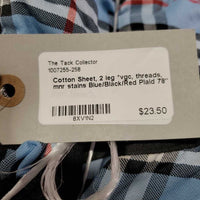 The Tack Collector
1007255-258
Cotton Sheet, 2 leg "vgc, threads,
mnr stains Blue/Black/Red Plaid 78"
$23.50
8XV1N2